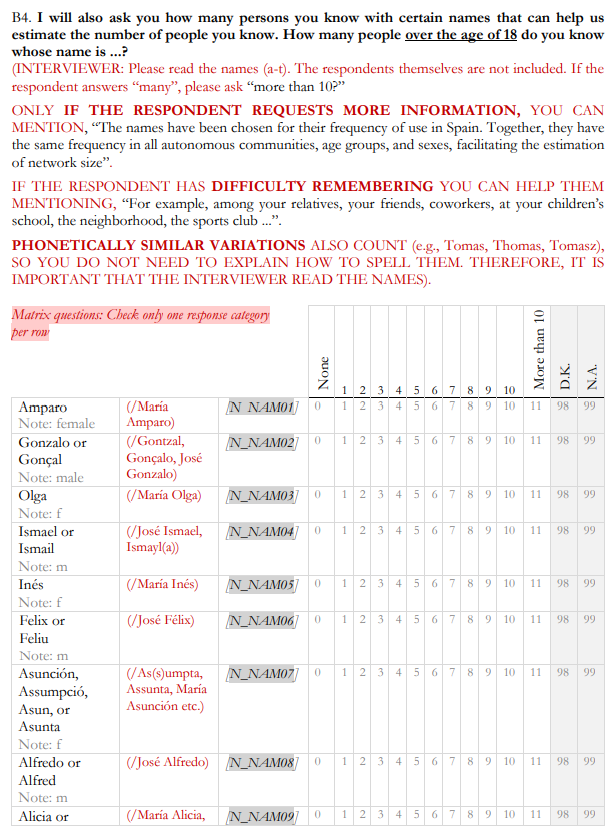 B4. I will also ask you how many persons you know with certain names that can help us
estimate the number of people you know. How many people over the age of 18 do you know
whose name is ...?
(INTERVIEWER: Please read the names (a-t). The respondents themselves are not included. If the
respondent answers “many”, please ask “more than 10?”
ONLY IF THE RESPONDENT REQUESTS MORE INFORMATION, YOU CAN
MENTION, “The names have been chosen for their frequency of use in Spain. Together, they have
the same frequency in all autonomous communities, age groups, and sexes, facilitating the estimation
of network size”.
IF THE RESPONDENT HAS DIFFICULTY REMEMBERING YOU CAN HELP THEM
MENTIONING, “For example, among your relatives, your friends, coworkers, at your children’s
school, the neighborhood, the sports club ...”.
PHONETICALLY SIMILAR VARIATIONS ALSO COUNT (e.g., Tomas, Thomas, Tomasz),
SO YOU DO NOT NEED TO EXPLAIN HOW TO SPELL THEM. THEREFORE, IT IS
IMPORTANT THAT THE INTERVIEWER READ THE NAMES).
Matrix questions: Check only one response category
per row
None 1 2 3 4 5 6 7 8 9 10 More than 10 D.K. N.A.
Amparo (/María [N_NAM01] 0 1 2 3 4 5 6 7 8 9 10 11 98 99
Note: female Amparo)
Gonzalo or (/Gontzal, [N_NAM02] 0 1 2 3 4 5 6 7 8 9 10 11 98 99
Gonçal Gonçalo, José
Note: male Gonzalo)
Olga (/María Olga) [N_NAM03] 0 1 2 3 4 5 6 7 8 9 10 11 98 99
Note: f
Ismael or (/José Ismael, [N_NAM04] 0 1 2 3 4 5 6 7 8 9 10 11 98 99
Ismail Ismayl(a))
Note: m
Inés (/María Inés) [N_NAM05] 0 1 2 3 4 5 6 7 8 9 10 11 98 99
Note: f
Felix or (/José Félix) [N_NAM06] 0 1 2 3 4 5 6 7 8 9 10 11 98 99
Feliu
Note: m
Asunción, (/As(s)umpta, [N_NAM07] 0 1 2 3 4 5 6 7 8 9 10 11 98 99
Assumpció, Assunta, María
Asun, or Asunción etc.)
Asunta
Note: f
Alfredo or (/José Alfredo) [N_NAM08] 0 1 2 3 4 5 6 7 8 9 10 11 98 99
Alfred
Note: m
Alicia or (/María Alicia, [N_NAM09] 0 1 2 3 4 5 6 7 8 9 10 11 98 99